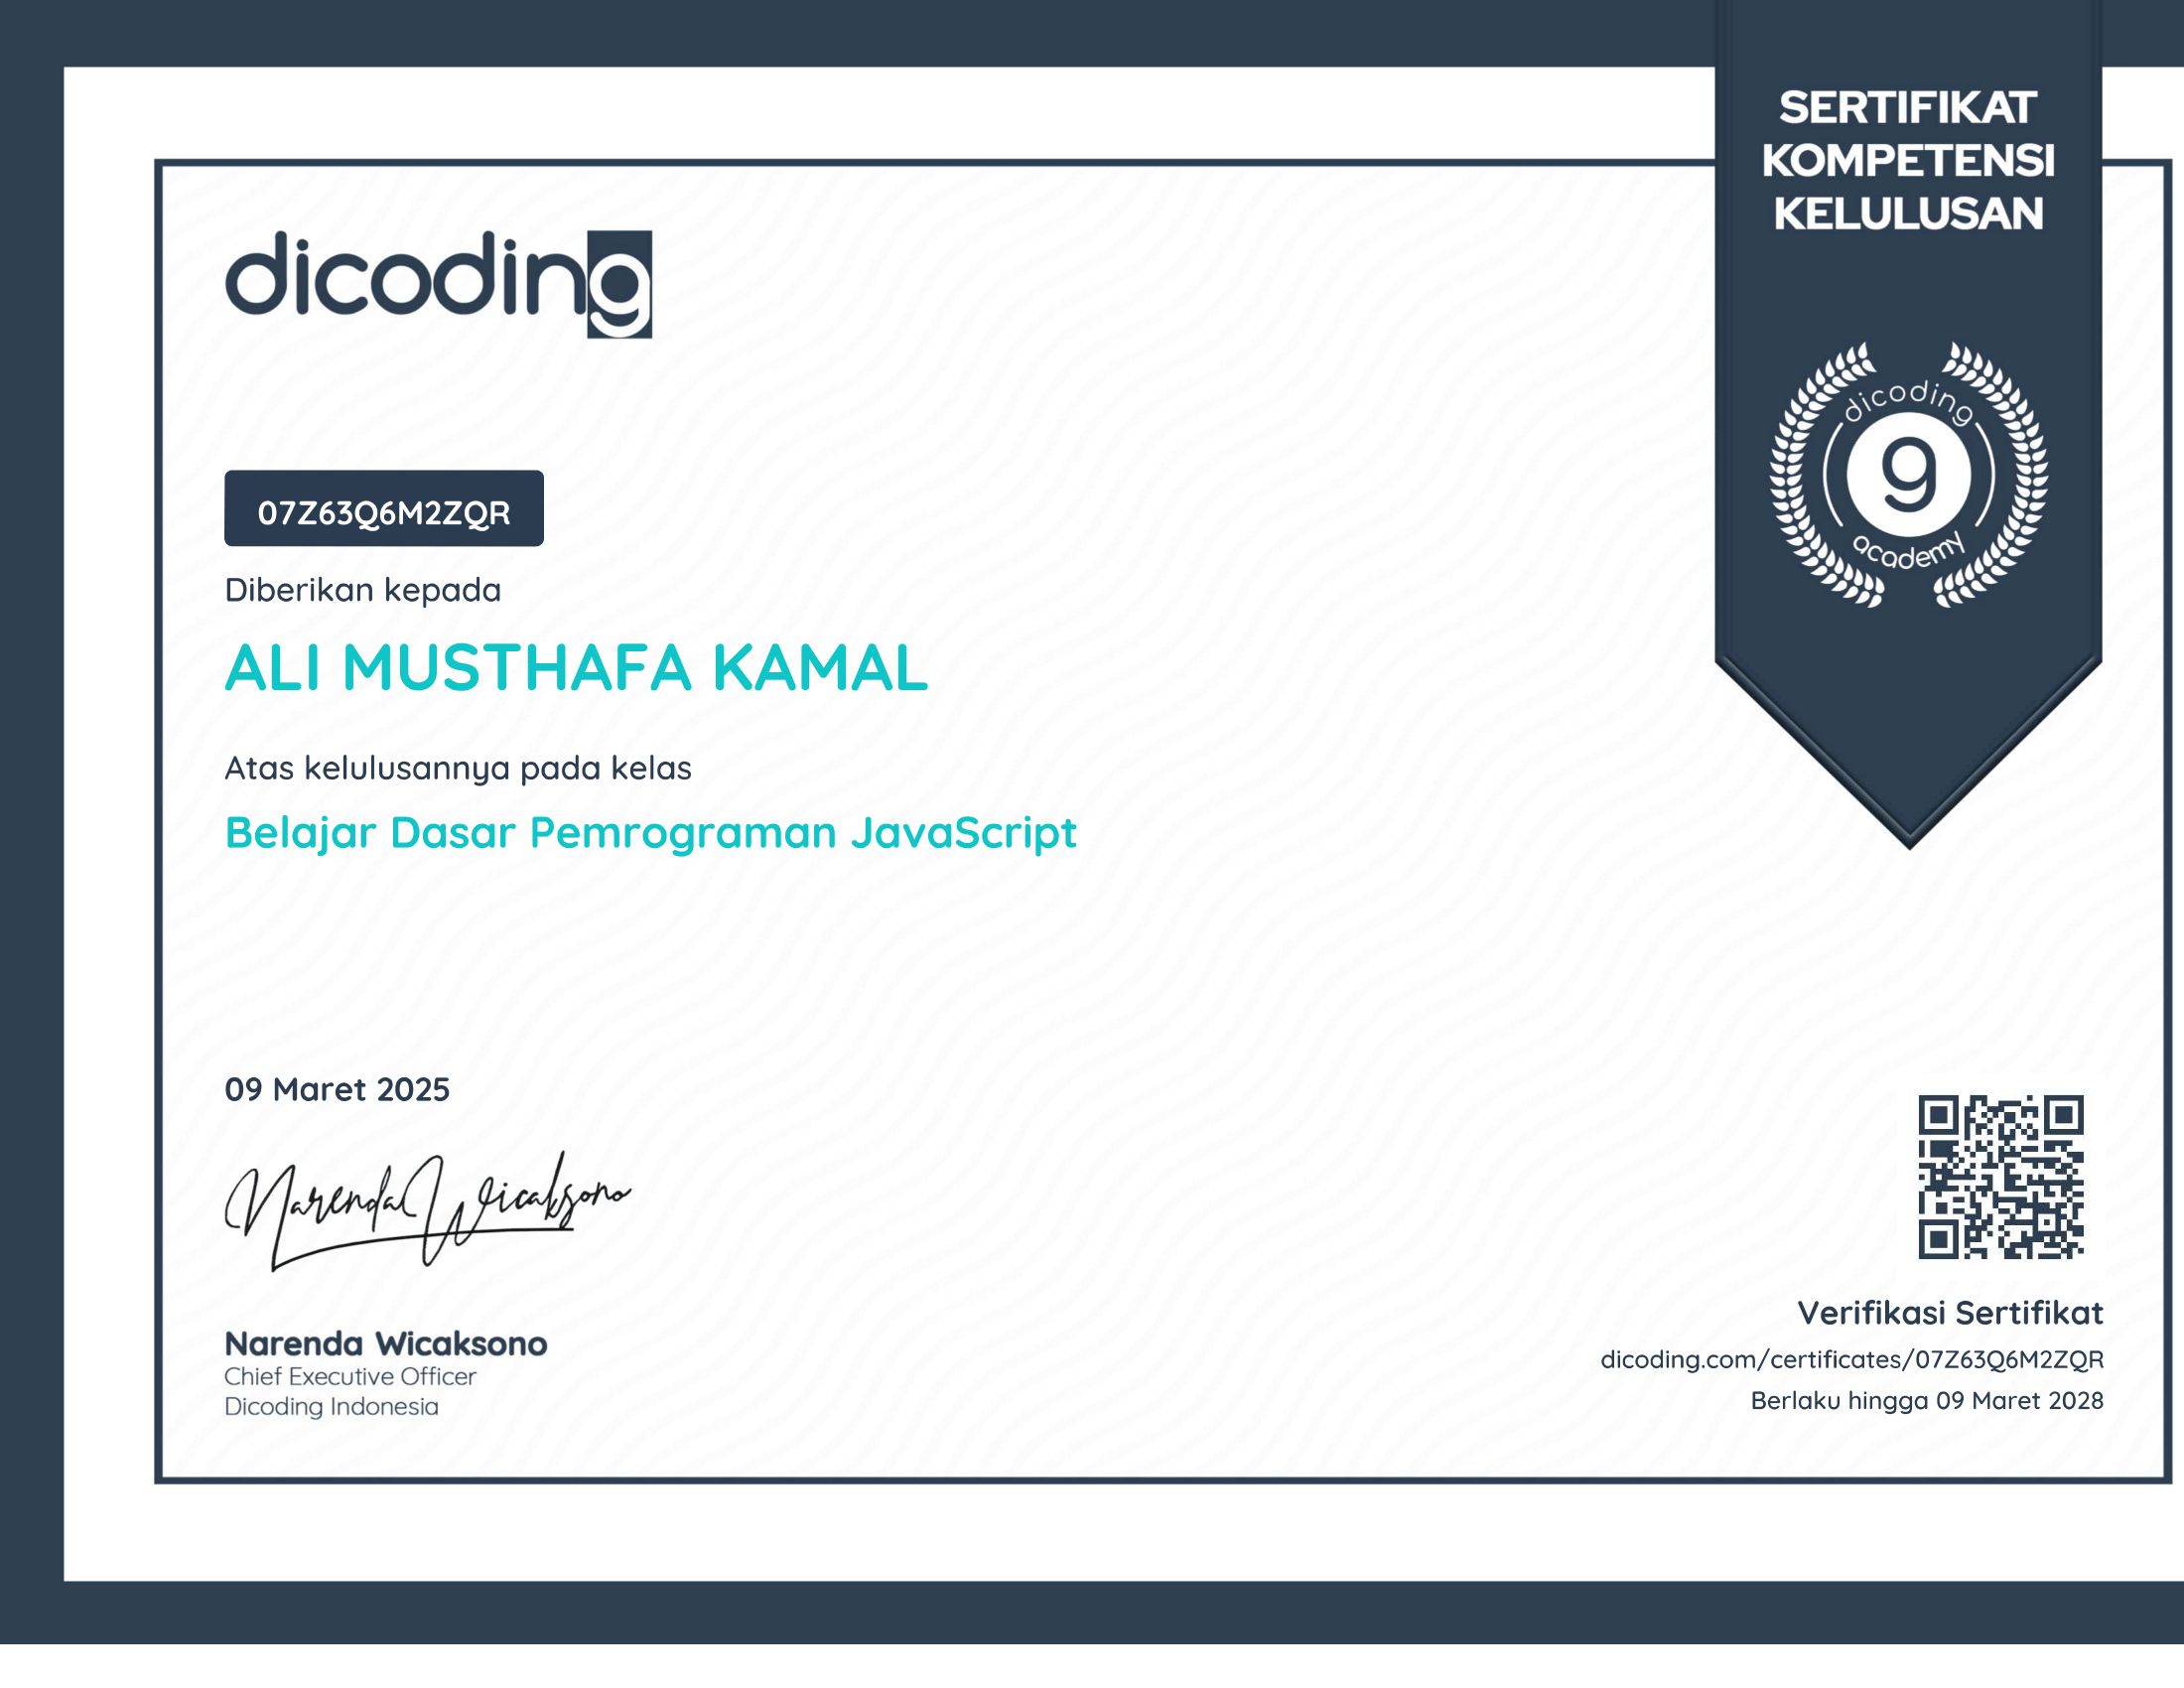 SERTIFIKAT
KOMPETENSI
KELULUSAN
dicoding
dicoding
g
academy
07Z63Q6M2ZQR
Diberikan kepada
ALI MUSTHAFA KAMAL
Atas kelulusannya pada kelas
Belajar Dasar Pemrograman JavaScript
09 Maret 2025
Narenda Wicaksono
Narenda Wicaksono
Chief Executive Officer
Dicoding Indonesia
Verifikasi Sertifikat
dicoding.com/certificates/07Z63Q6M2ZQR
Berlaku hingga 09 Maret 2028